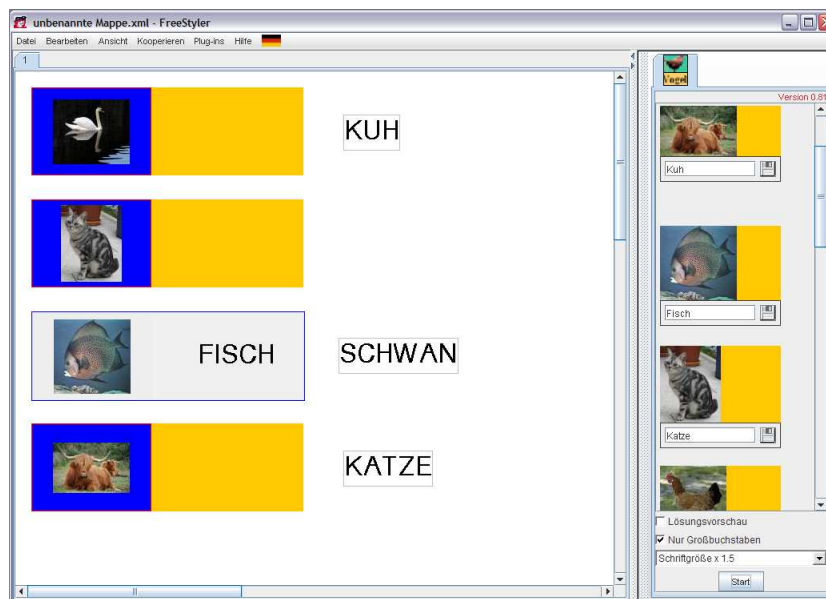 unbenannte Mappe.xml - FreeStyler
Datei Bearbeiten Ansicht Kooperieren Plug-ins Hilfe
1
KUH
FISCH
SCHWAN
KATZE
Vogel
Version 0.81
Kuh
Fisch
Katze
Lösungsvorschau
Nur Großbuchstaben
Schriftgröße x 1.5
Start